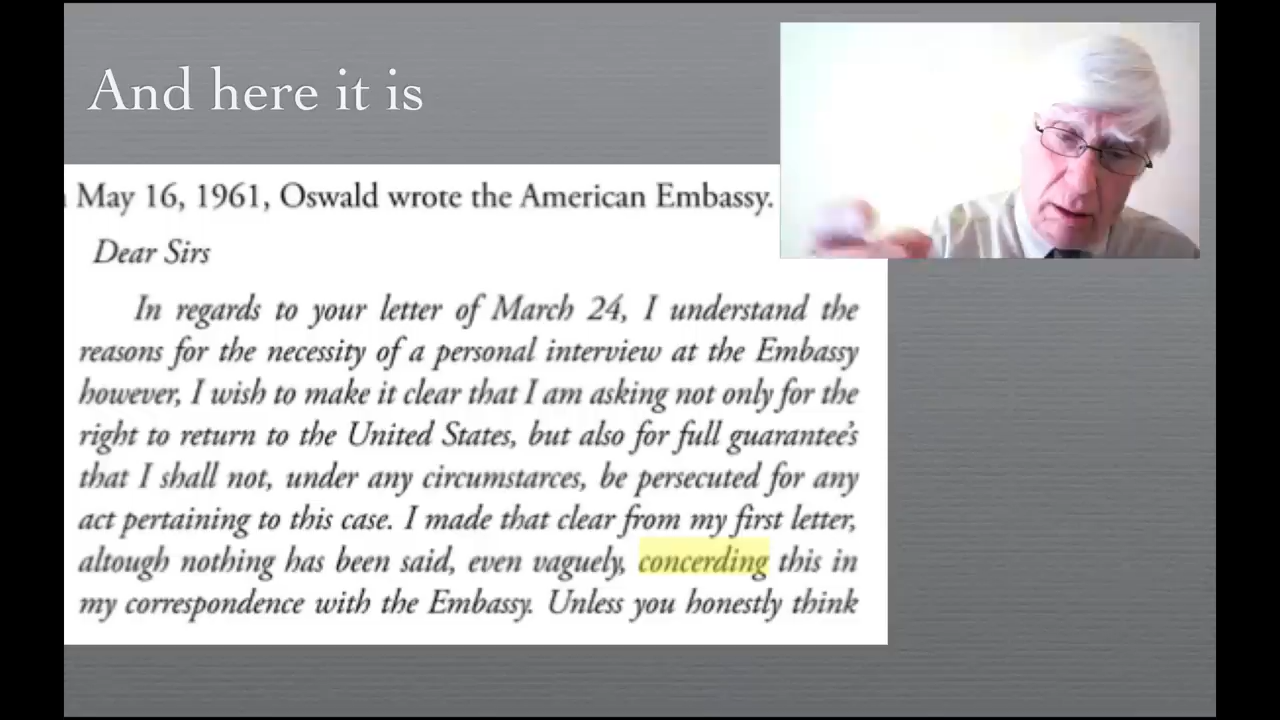 And here it is
May 16, 1961, Oswald wrote the American Embassy.
Dear Sirs
In regards to your letter of March 24, I understand the
reasons for the necessity of a personal interview at the Embassy
however, I wish to make it clear that I am asking not only for the
right to return to the United States, but also for full guarantee's
that I shall not, under any circumstarces, be persecuted for any
act pertaining to this case. I made that clear from my first letter,
altough nothing has been said, even vaguely, concerding this in
my correspondence with the Embassy. Unless you honestly think